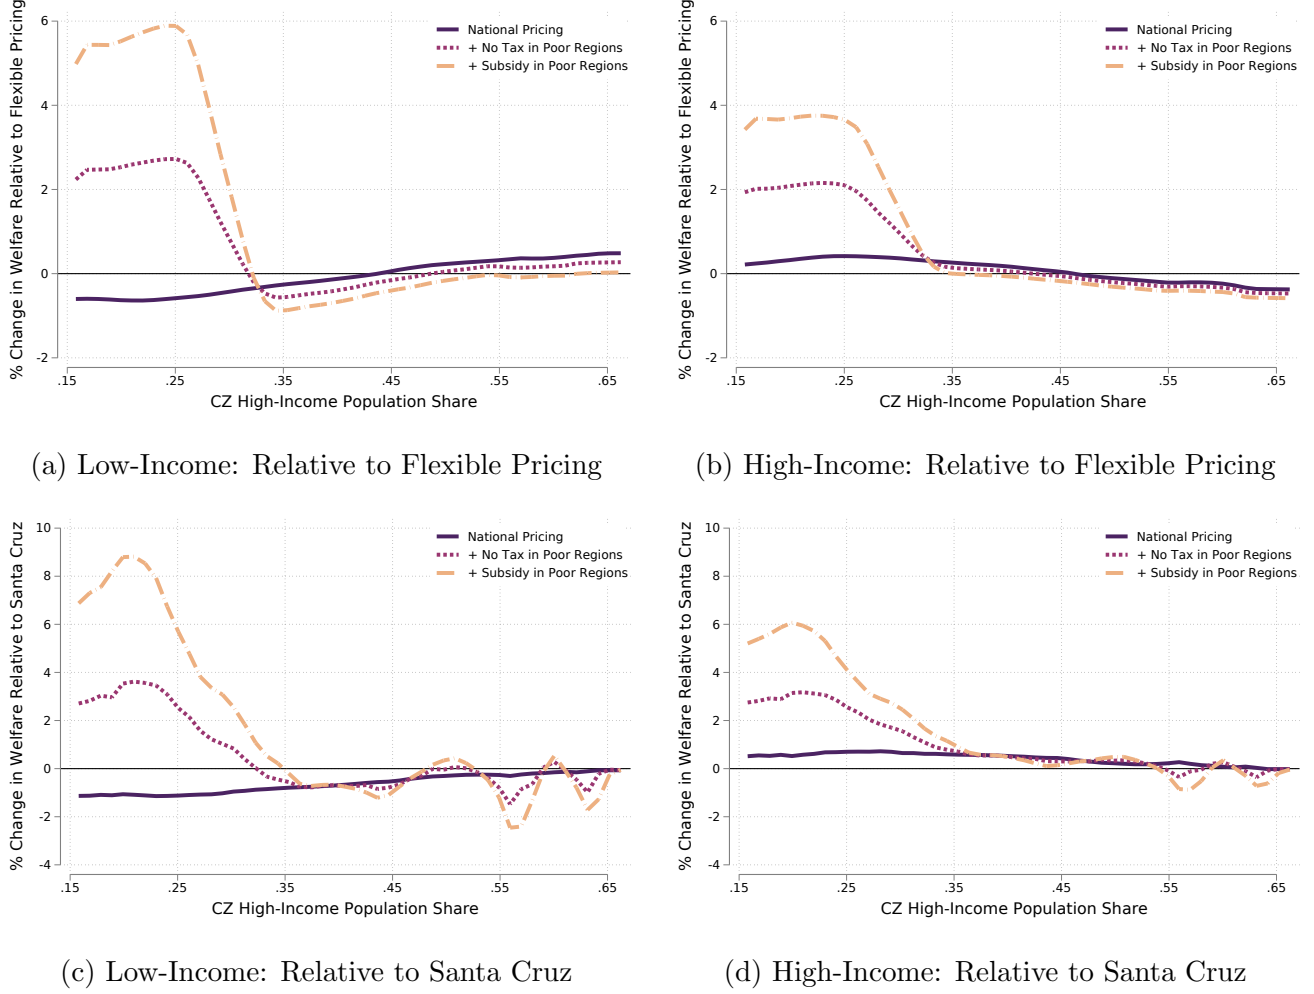 % Change in Welfare Relative to Flexible Pricing
6
4
2
0
-2
National Pricing
+ No Tax in Poor Regions
+ Subsidy in Poor Regions
.15 .25 .35 .45 .55 .65
CZ High-Income Population Share
(a) Low-Income: Relative to Flexible Pricing
% Change in Welfare Relative to Flexible Pricing
6
4
2
0
-2
National Pricing
+ No Tax in Poor Regions
+ Subsidy in Poor Regions
.15 .25 .35 .45 .55 .65
CZ High-Income Population Share
(b) High-Income: Relative to Flexible Pricing
% Change in Welfare Relative to Santa Cruz
10
8
6
4
2
0
-2
-4
National Pricing
+ No Tax in Poor Regions
+ Subsidy in Poor Regions
.15 .25 .35 .45 .55 .65
CZ High-Income Population Share
(c) Low-Income: Relative to Santa Cruz
% Change in Welfare Relative to Santa Cruz
10
8
6
4
2
0
-2
-4
National Pricing
+ No Tax in Poor Regions
+ Subsidy in Poor Regions
.15 .25 .35 .45 .55 .65
CZ High-Income Population Share
(d) High-Income: Relative to Santa Cruz